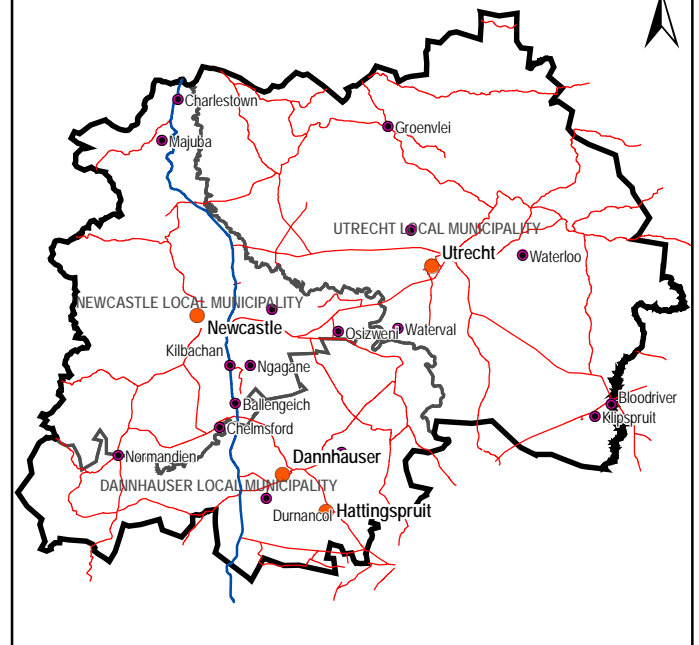 Charlestown
Groenvlei
Majuba
UTRECHT LOCAL MUNICIPALITY
Utrecht
Waterloo
NEWCASTLE LOCAL MUNICIPALITY
Newcastle
Osizweni
Waterval
Kilbachan
Ngagane
Bloodriver
Ballengeich
Klipspruit
Chelmsford
Normandien
Dannhauser
DANNHAUSER LOCAL MUNICIPALITY
Durnancol
Hattingspruit